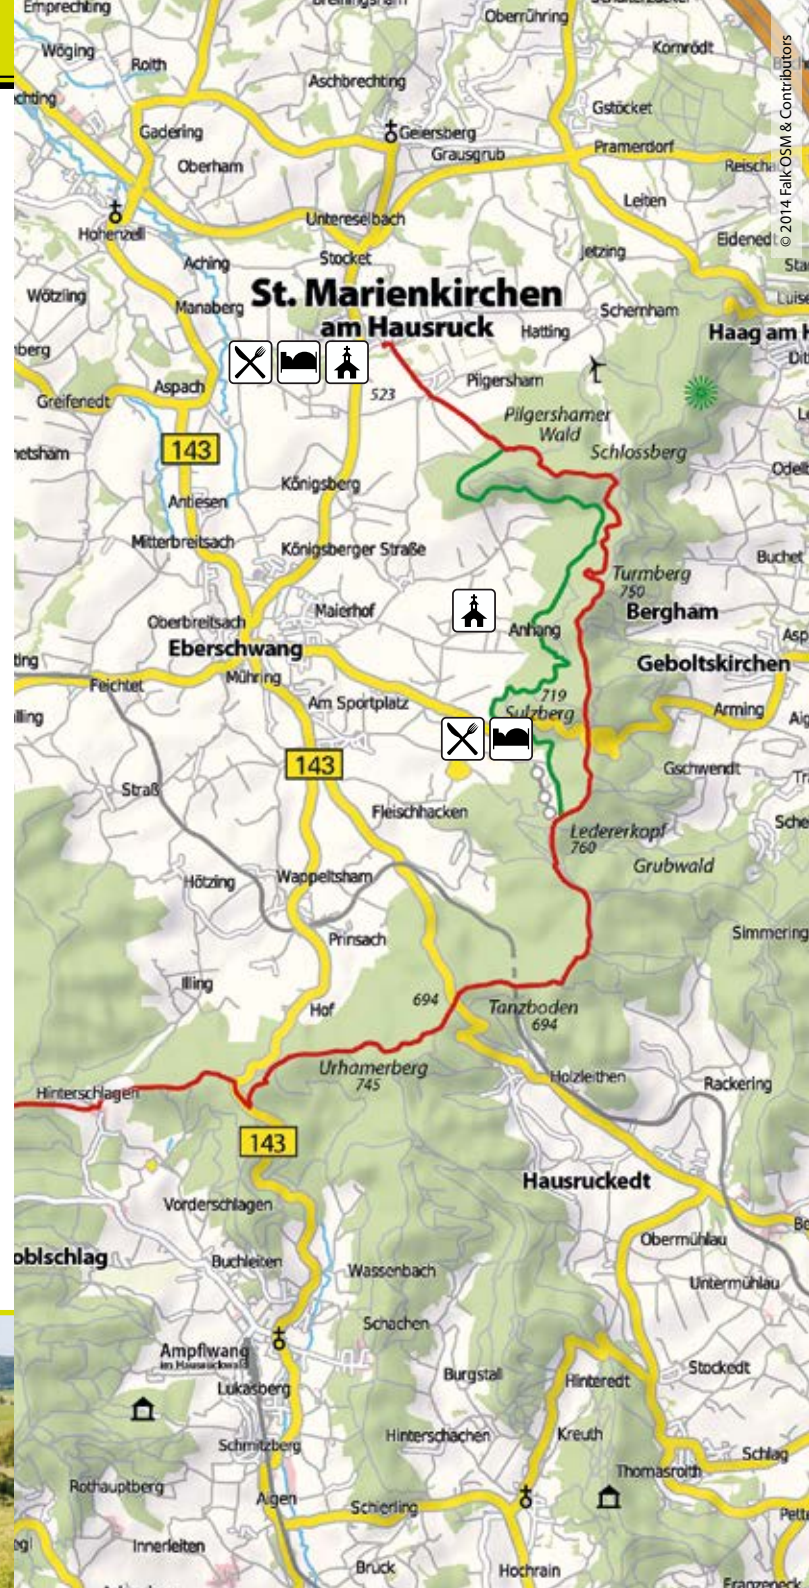 Emprechting
Oberrühring
Wöging
Roith
Kornrödt
Aschbrechting
Gstöcket
Gadering
Geiersberg
Grausgrub
Pramerdorf
Oberham
Leiten
Untereselbach
Hohenzell
Stocket
Jetzing
Aching
© 2014 Falk OSM & Contributors
Wötzling
St. Marienkirchen
am Hausruck
Manaberg
Schernham
Hatting
Haag am H
Pilgersham
Aspach
523
Greifenedt
Pilgershamer
Wald
143
Schlossberg
Königsberg
Antiesen
Mitterbreitsach
Königsberger Straße
Buchet
Turmberg
750
Maierhof
Bergham
Oberbreitsach
Anhang
Eberschwang
Geboltskirchen
Mühring
Feichtet
Am Sportplatz
719
Sulzberg
Arming
143
Gschwendt
Straß
Fleischhacken
Ledererkopf
760
Grubwald
Hötzing
Wappeltsham
Prinsach
Simmering
Illing
694
Hof
Tanzboden
694
Urhamerberg
745
Holzleithen
Rackering
Hinterschlagen
143
Hausruckedt
Vorderschlagen
Obermühlau
oblschlag
Buchleiten
Wassenbach
Untermühlau
Schachen
Ampflwang
im Hausruckwald
Lukasberg
Burgstal
Hinteredt
Stockedt
Hinterschachen
Kreuth
Schmitzberg
Schlag
Thomasroith
Rothauptberg
Aigen
Schierling
Innerleiten
Bruck
Hochrain